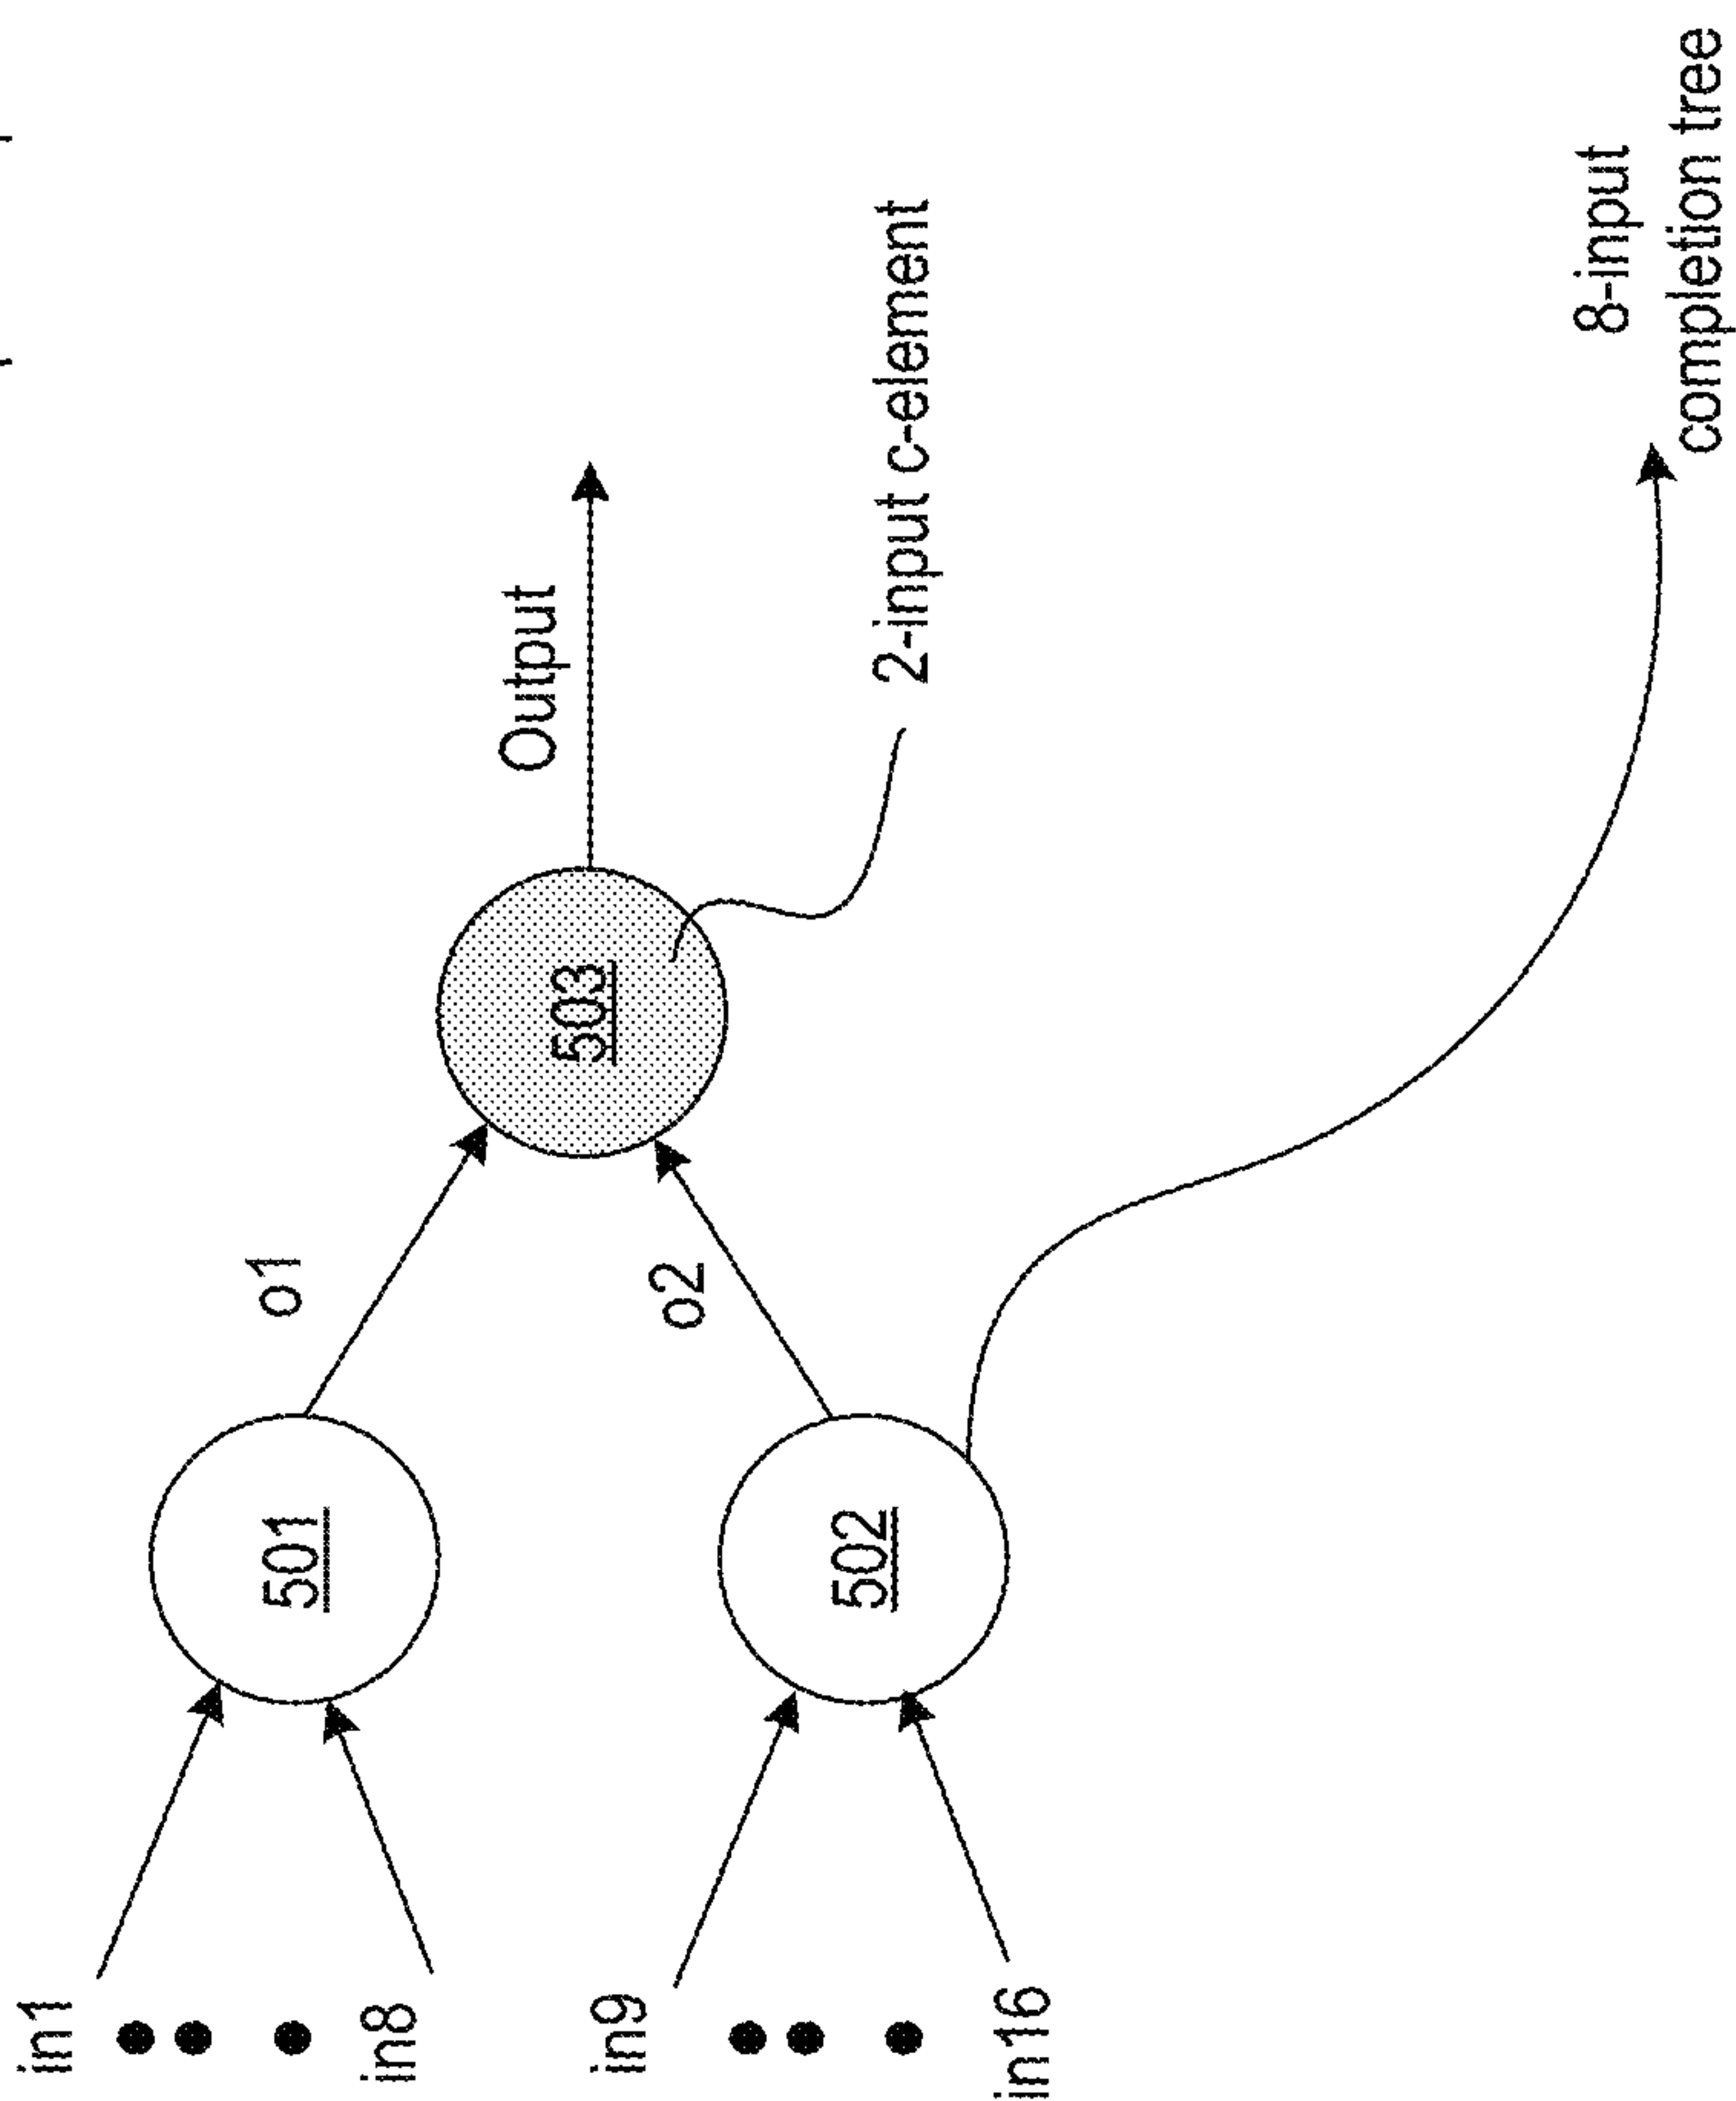 in1
in8
in9
in16
501
502
o1
o2
503
Output
2-input c-element
8-input
completion tree